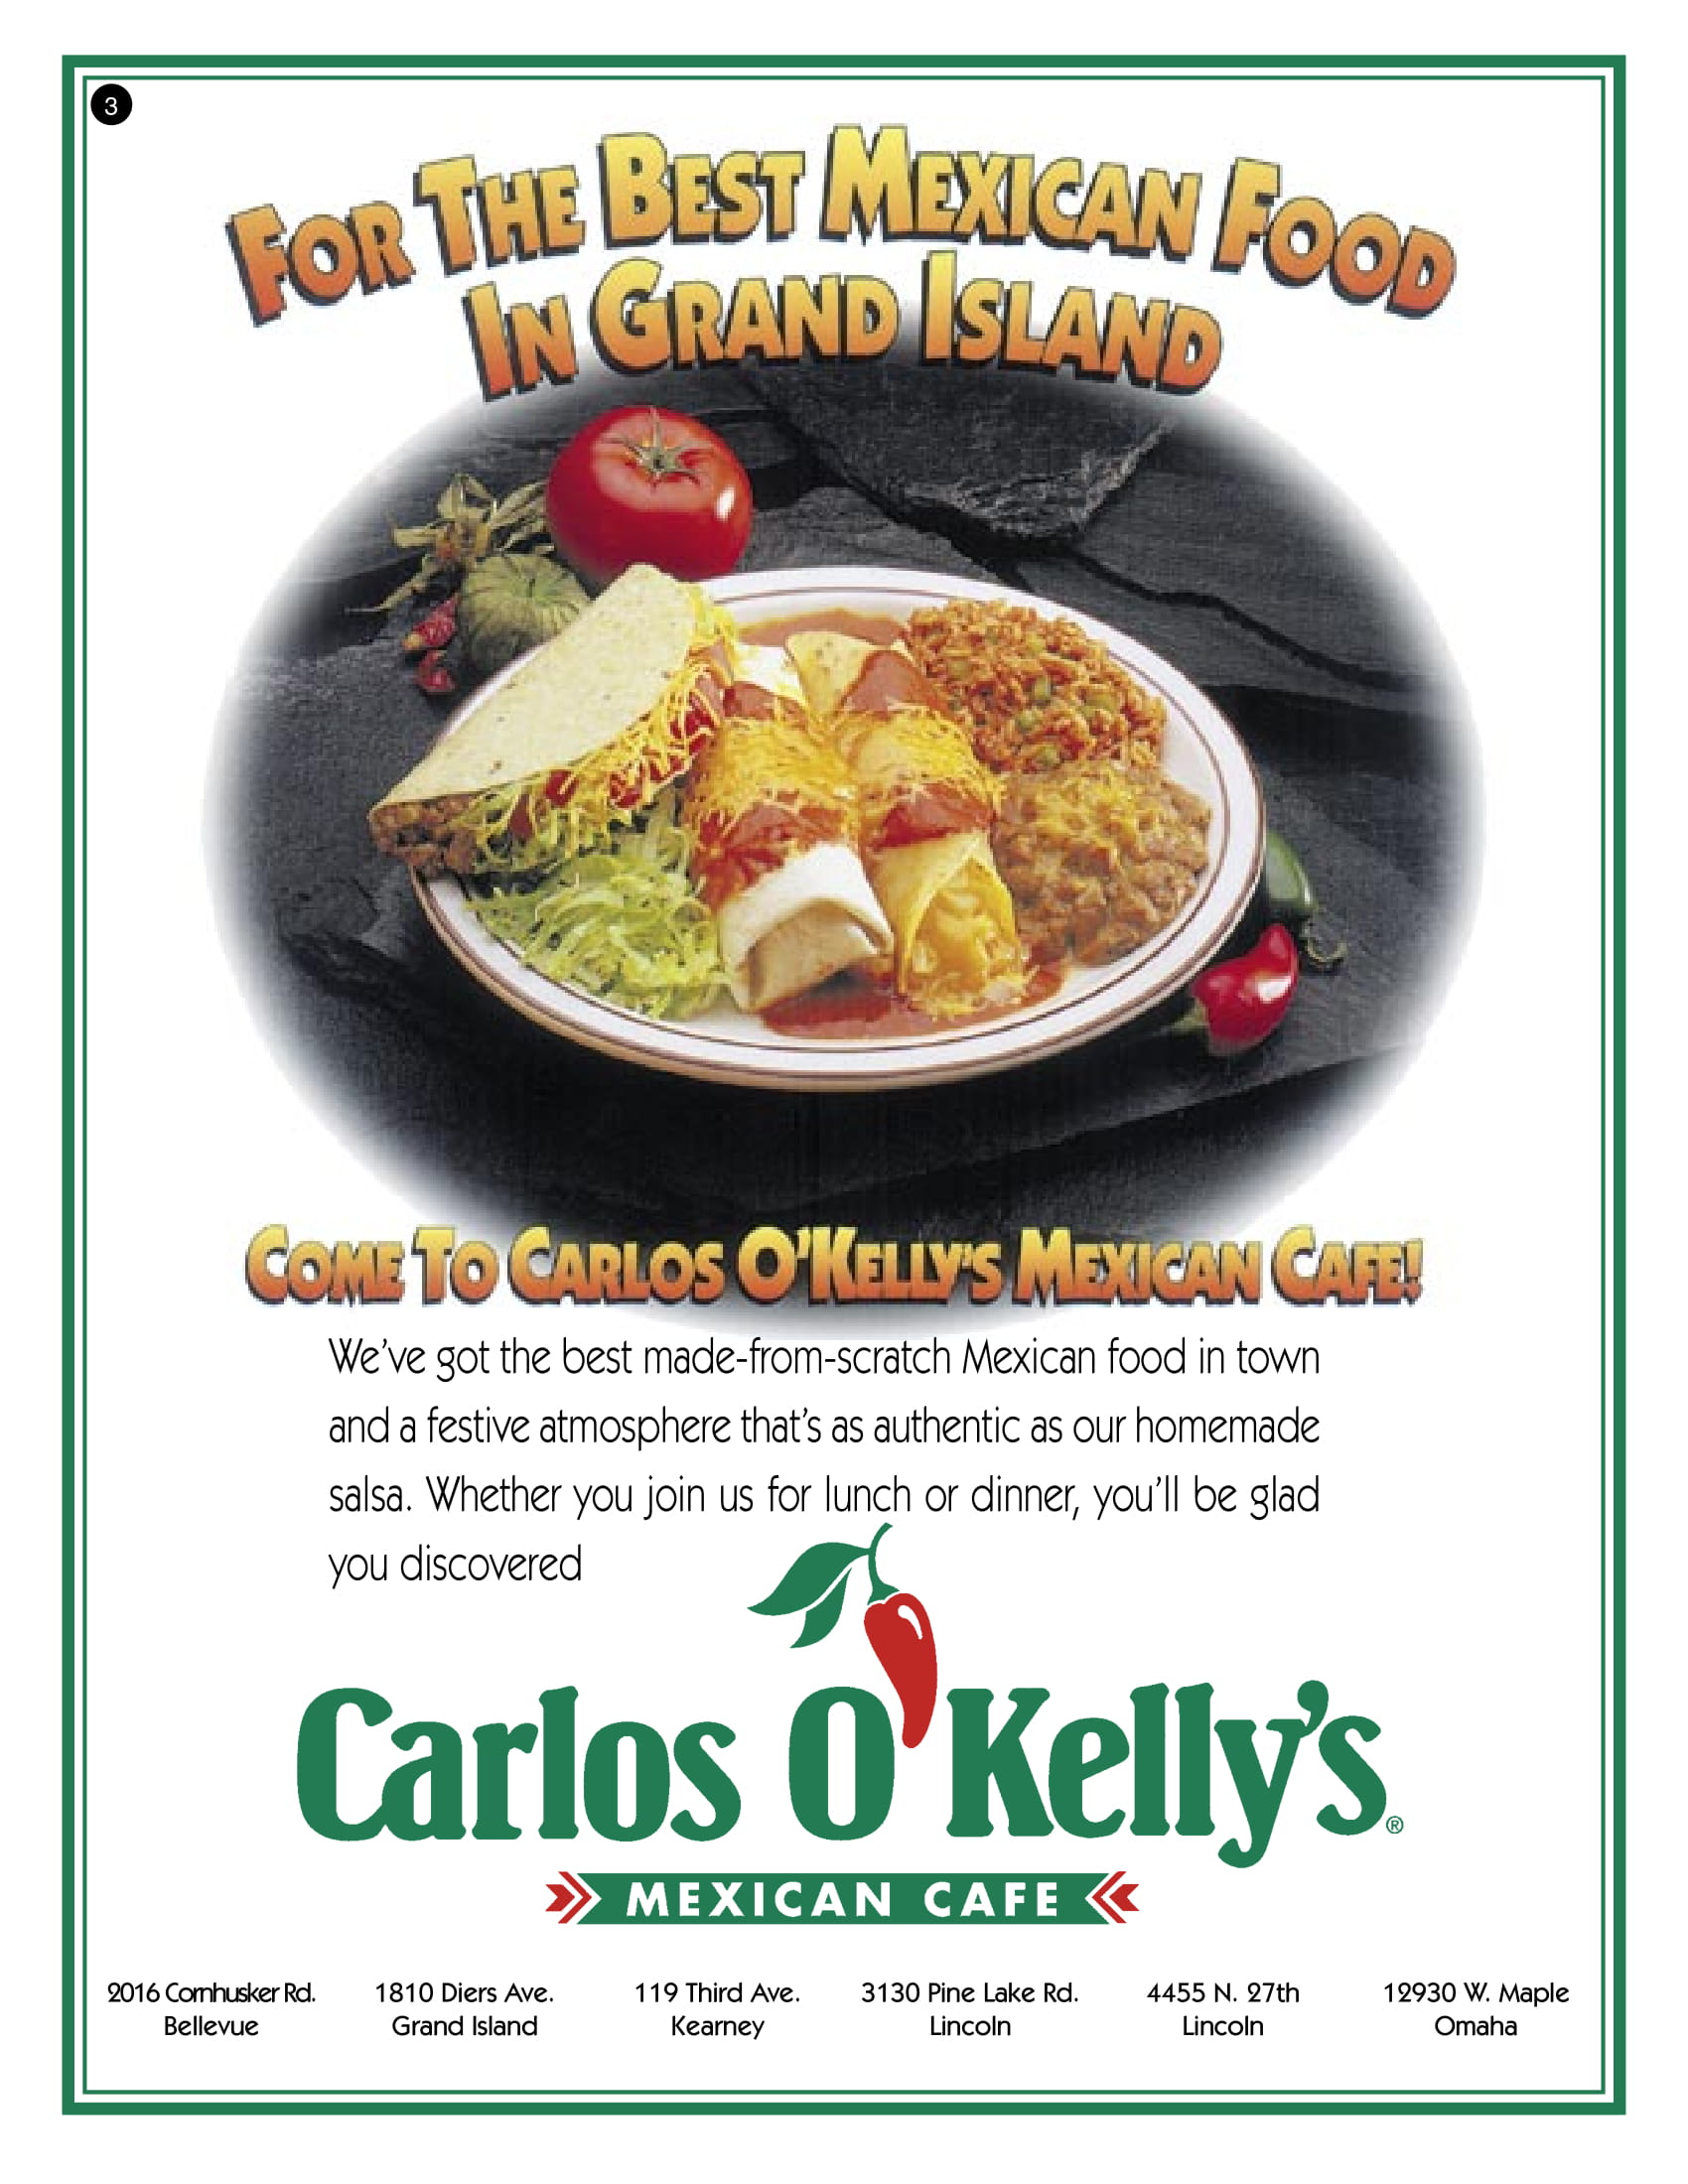 3
FOR THE BEST MEXICAN FOOD
IN GRAND ISLAND
COME TO CARLOS O'KELLY'S MEXICAN CAFE!
We've got the best made-from-scratch Mexican food in town
and a festive atmosphere that's as authentic as our homemade
salsa. Whether you join us for lunch or dinner, you'll be glad
you discovered
Carlos O'Kelly's®
MEXICAN CAFE
2016 Cornhusker Rd.
Bellevue
1810 Diers Ave.
Grand Island
119 Third Ave.
Kearney
3130 Pine Lake Rd.
Lincoln
4455 N. 27th
Lincoln
12930 W. Maple
Omaha